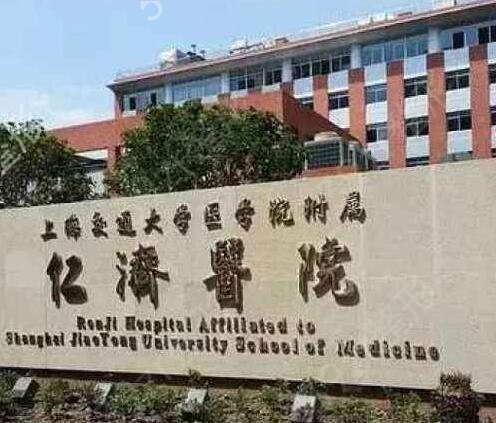 上海交通大学医学院附属
仁濟醫院
RenJi Hospital Affiliated to
Shanghai JiaoTong University School of Medicine